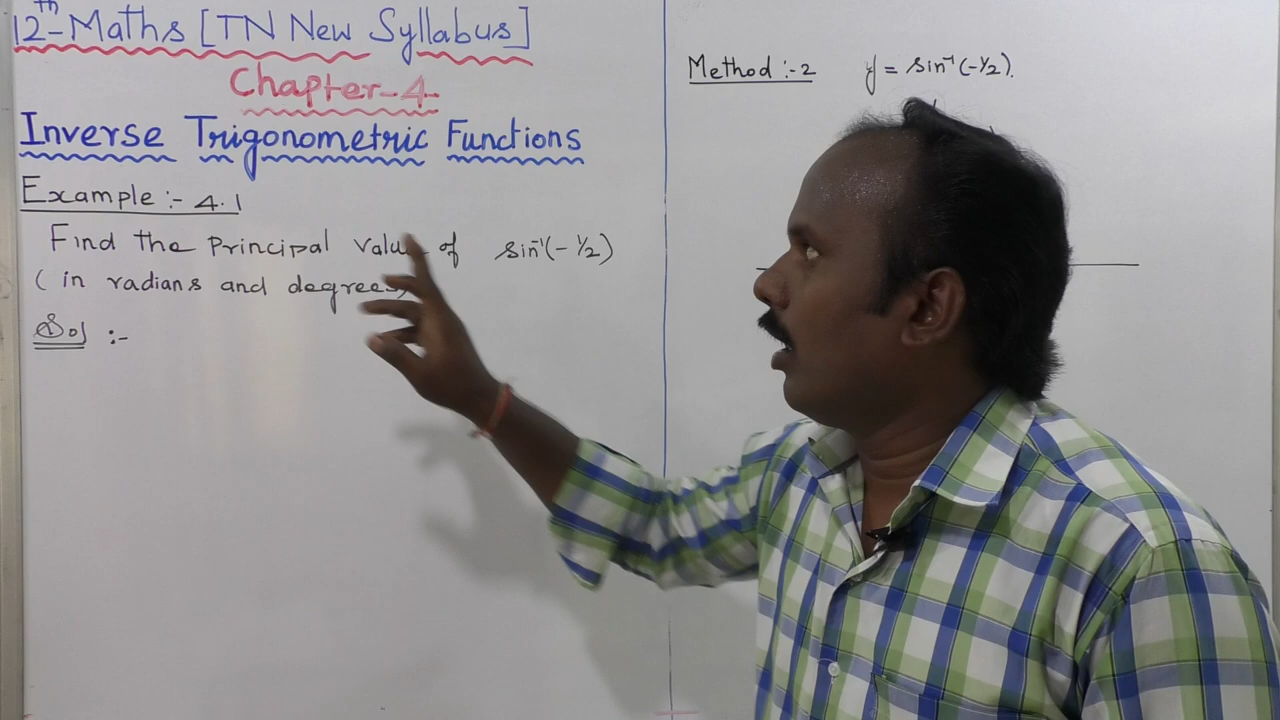 12th-Maths [TN New Syllabus]
Chapter-4-
Inverse Trigonometric Functions
Example:- 4.1
Find the Principal Value of sin⁻¹(-1/2)
(in radians and degrees)
Sol :-
Method:-2 y = sin⁻¹(-1/2).